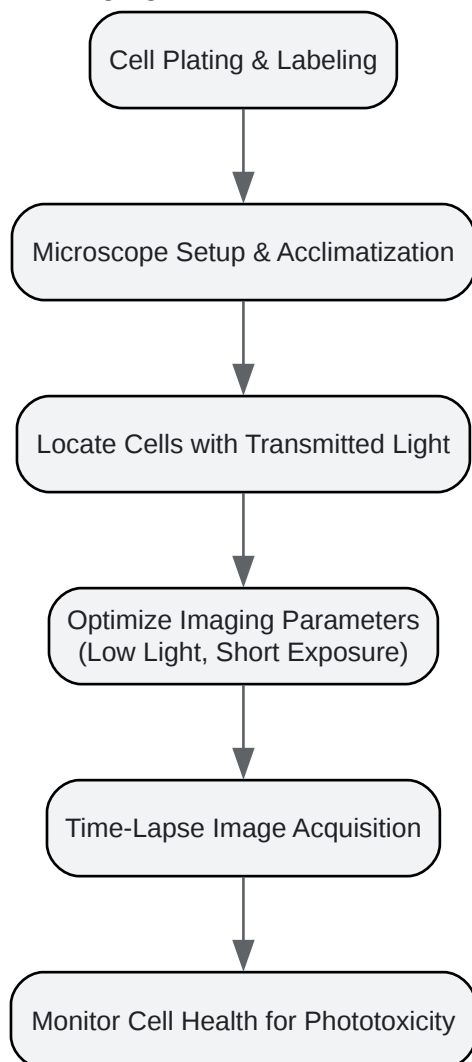 Cell Plating & Labeling
Microscope Setup & Acclimatization
Locate Cells with Transmitted Light
Optimize Imaging Parameters
(Low Light, Short Exposure)
Time-Lapse Image Acquisition
Monitor Cell Health for Phototoxicity